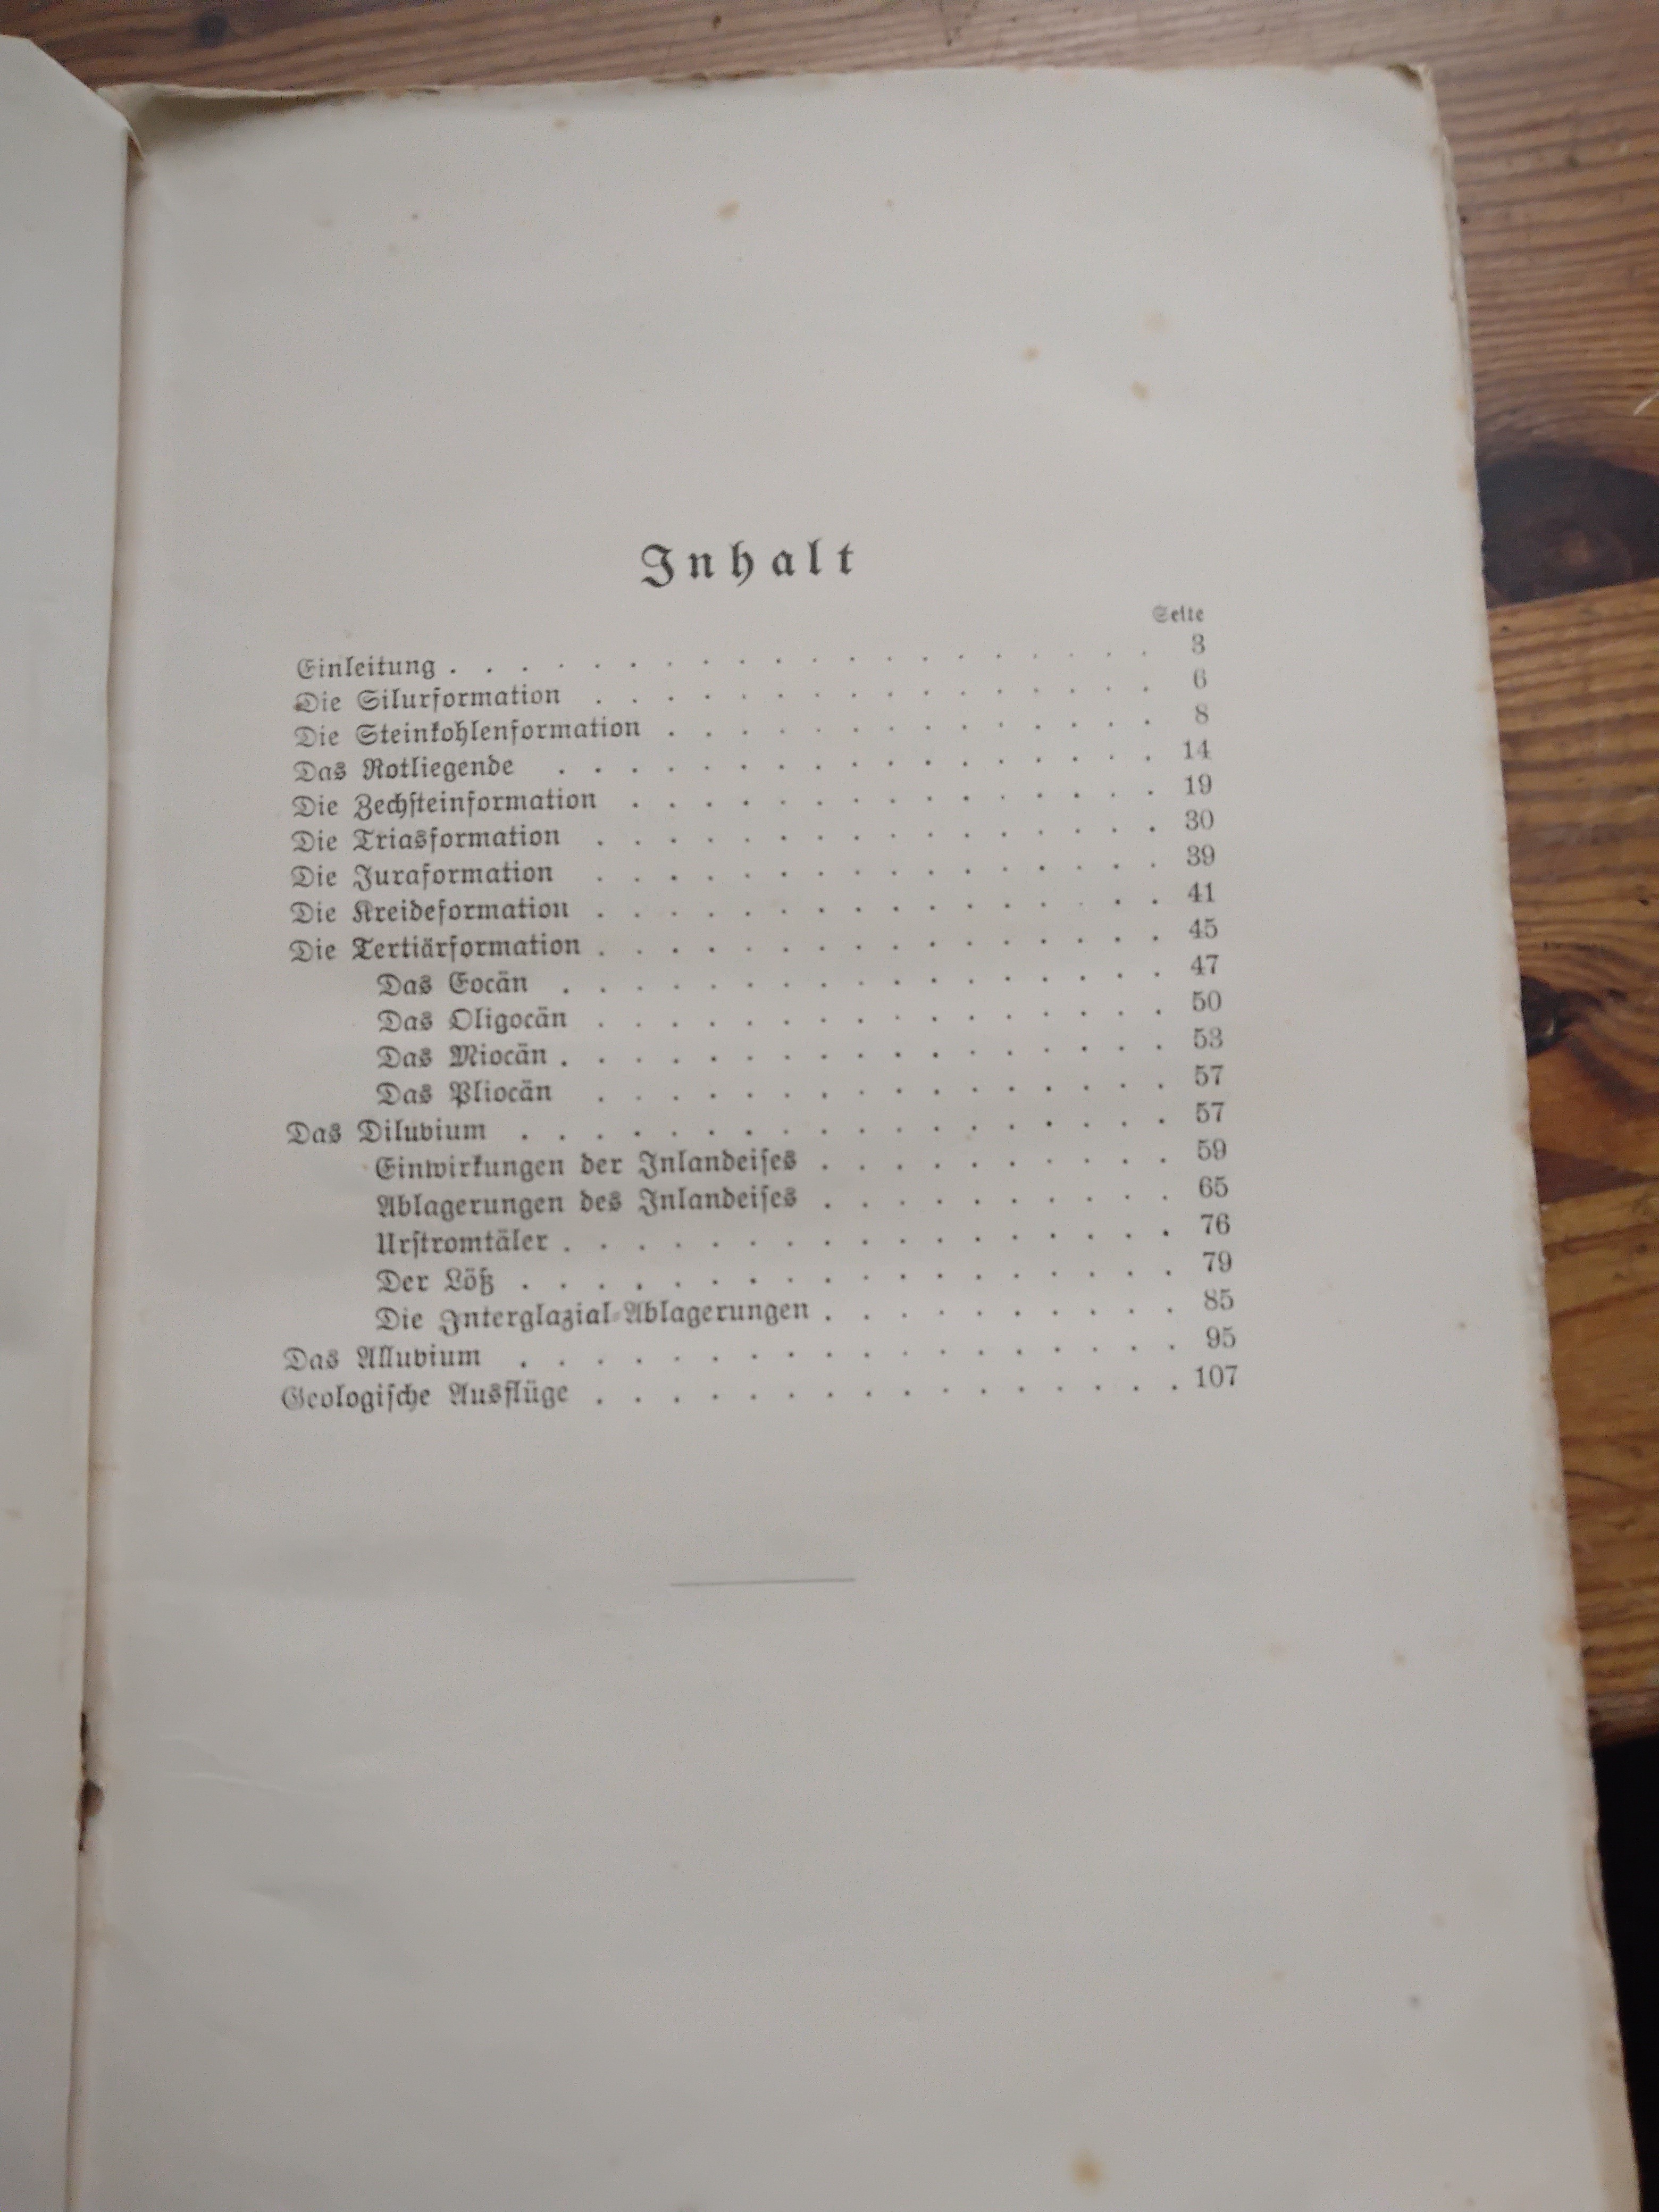 Inhalt
Seite
Einleitung . . . . . . . . . . . . . . . . . . . . 3
Die Silurformation . . . . . . . . . . . . . . . . 6
Die Steinkohlenformation . . . . . . . . . . . . . . 8
Das Rotliegende . . . . . . . . . . . . . . . . . 14
Die Zechsteinformation . . . . . . . . . . . . . . . 19
Die Triasformation . . . . . . . . . . . . . . . . 30
Die Juraformation . . . . . . . . . . . . . . . . 39
Die Kreideformation . . . . . . . . . . . . . . . . 41
Die Tertiärformation . . . . . . . . . . . . . . . . 45
Das Eocän . . . . . . . . . . . . . . . . . 47
Das Oligocän . . . . . . . . . . . . . . . . 50
Das Miocän . . . . . . . . . . . . . . . . . 53
Das Pliocän . . . . . . . . . . . . . . . . 57
Das Diluvium . . . . . . . . . . . . . . . . . . 57
Einwirkungen der Inlandeises . . . . . . . . . . 59
Ablagerungen des Inlandeises . . . . . . . . . . 65
Urstromtäler . . . . . . . . . . . . . . . . . 76
Der Löß . . . . . . . . . . . . . . . . . . 79
Die Interglazial-Ablagerungen . . . . . . . . . . 85
Das Alluvium . . . . . . . . . . . . . . . . . . 95
Geologische Ausflüge . . . . . . . . . . . . . . . . 107